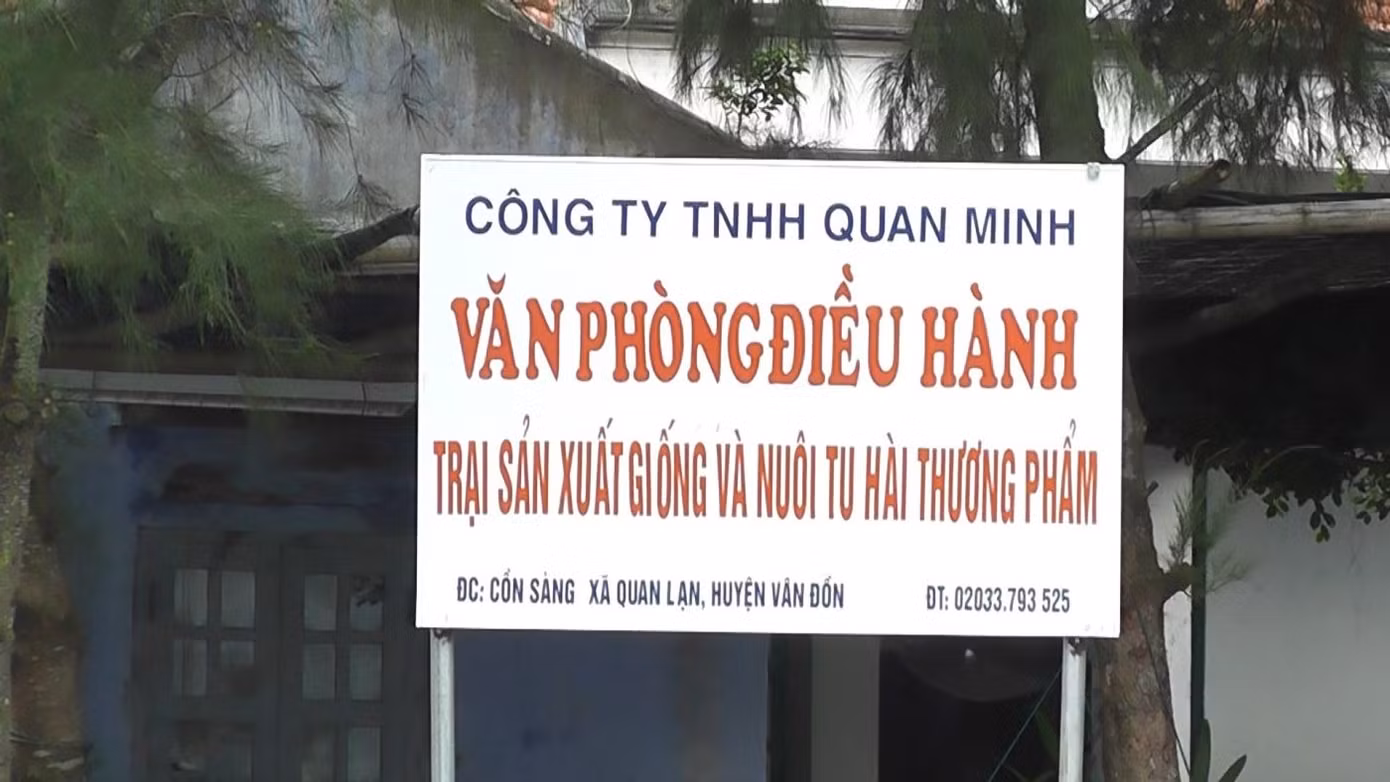 CÔNG TY TNHH QUAN MINH
VĂN PHÒNG ĐIỀU HÀNH
TRẠI SẢN XUẤT GIỐNG VÀ NUÔI TU HÀI THƯƠNG PHẨM
ĐC: CỒN SÀNG XÃ QUAN LẠN, HUYỆN VÂN ĐỒN ĐT: 02033.793 525